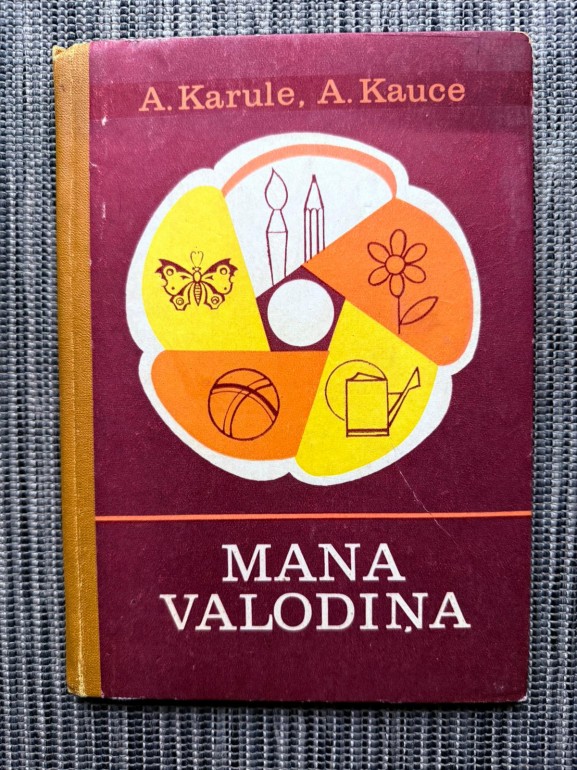 A. Karule, A. Kauce
MANA
VALODIŅA